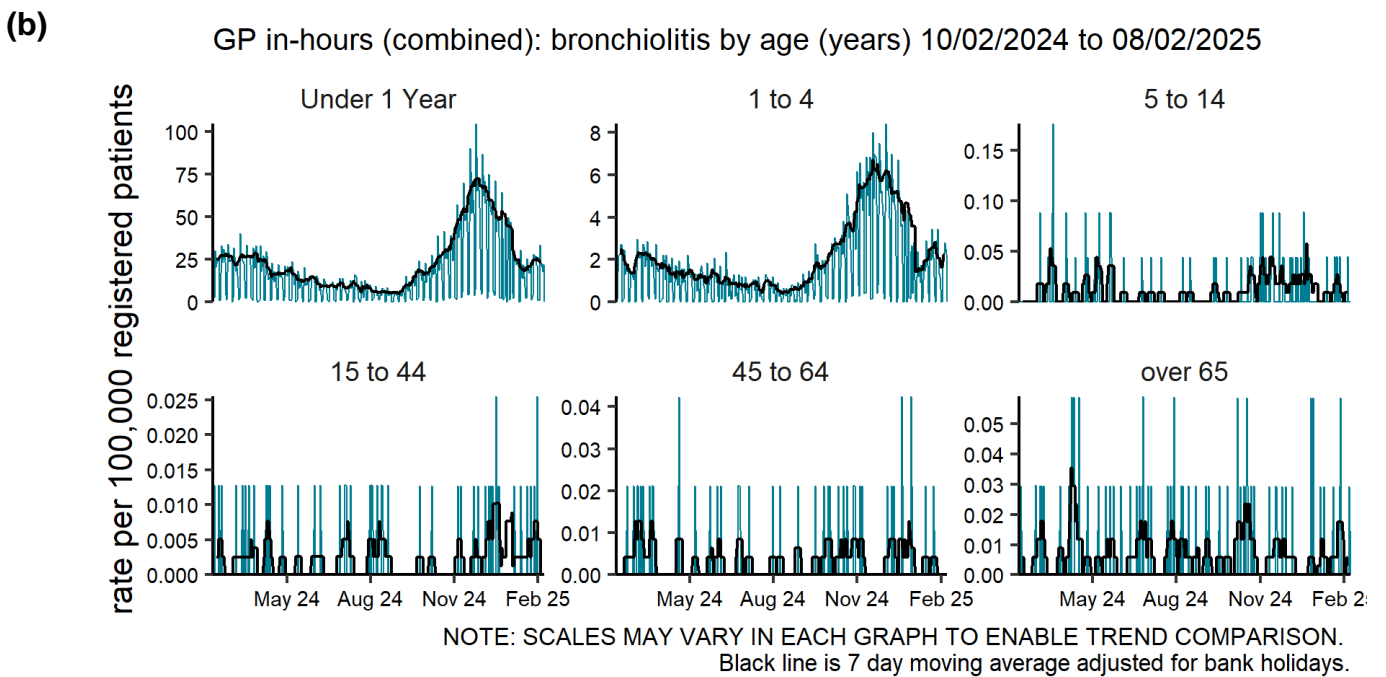 (b)
GP in-hours (combined): bronchiolitis by age (years) 10/02/2024 to 08/02/2025
rate per 100,000 registered patients
Under 1 Year
100
75
50
25
0
1 to 4
8
6
4
2
0
5 to 14
0.15
0.10
0.05
0.00
15 to 44
0.025
0.020
0.015
0.010
0.005
0.000
May 24 Aug 24 Nov 24 Feb 25
45 to 64
0.04
0.03
0.02
0.01
0.00
May 24 Aug 24 Nov 24 Feb 25
over 65
0.05
0.04
0.03
0.02
0.01
0.00
May 24 Aug 24 Nov 24 Feb 2
NOTE: SCALES MAY VARY IN EACH GRAPH TO ENABLE TREND COMPARISON.
Black line is 7 day moving average adjusted for bank holidays.